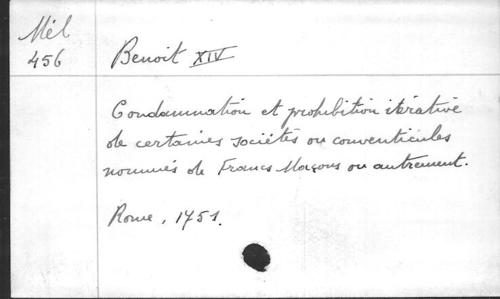 Mél
456
Benoit XIV
Condamnation et prohibition itérative
de certaines sociétés ou conventicules
nommés de Francs Maçons ou autrement.
Rome, 1751.